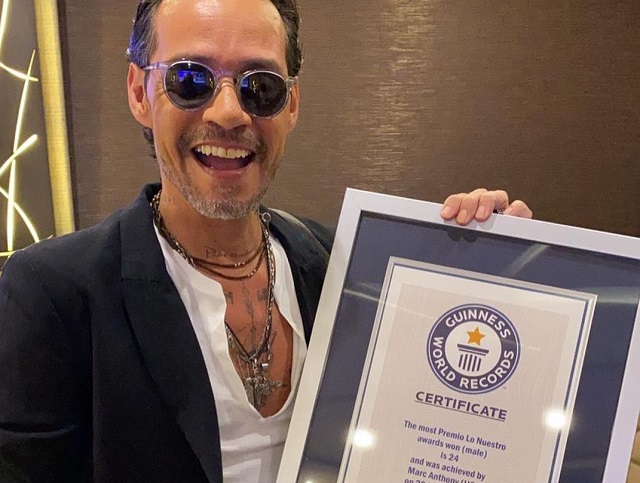 GUINNESS
WORLD RECORDS
CERTIFICATE
The most Premio Lo Nuestro
awards won (male)
is 24
and was achieved by
Marc Anthony